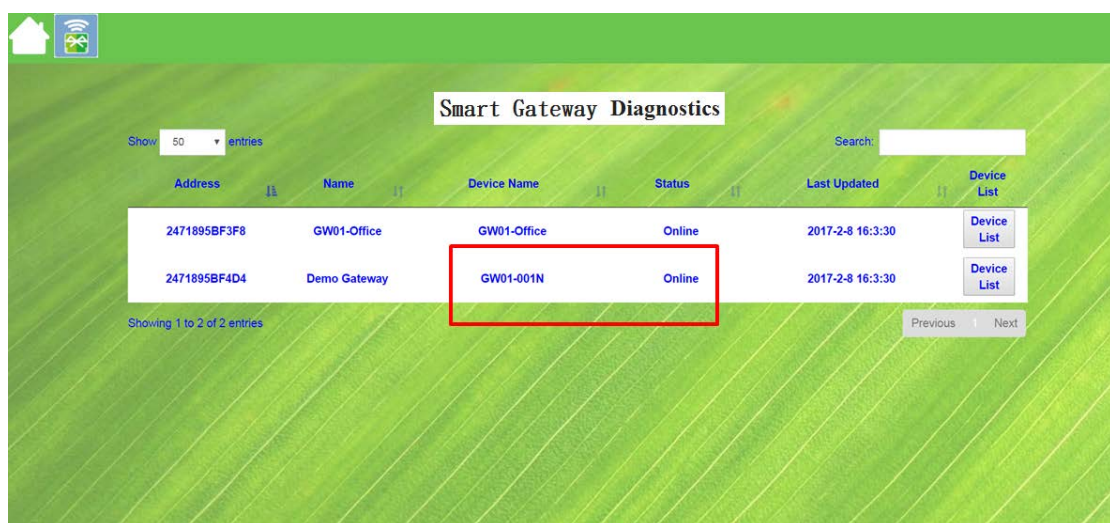 Smart Gateway Diagnostics
Show 50 entries Search:
Address Name Device Name Status Last Updated Device List
2471895BF3F8 GW01-Office GW01-Office Online 2017-2-8 16:3:30 Device List
2471895BF4D4 Demo Gateway GW01-001N Online 2017-2-8 16:3:30 Device List
Showing 1 to 2 of 2 entries Previous 1 Next